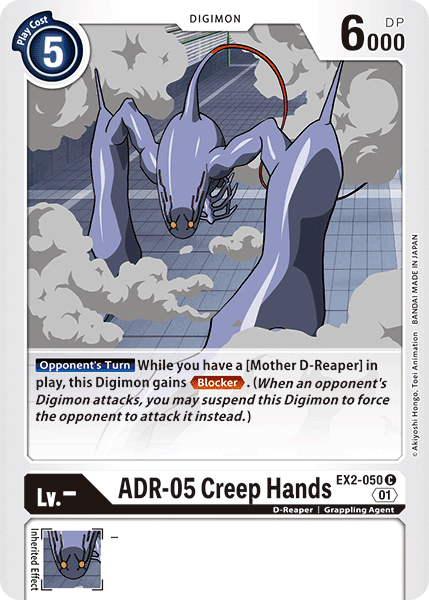 Play Cost
5
DIGIMON
DP
6000
Opponent's Turn While you have a [Mother D-Reaper] in
play, this Digimon gains Blocker. (When an opponent's
Digimon attacks, you may suspend this Digimon to force
the opponent to attack it instead.)
©Akiyoshi Hongo, Toei Animation BANDAI MADE IN JAPAN
Lv.–
ADR-05 Creep Hands
EX2-050 C
01
D-Reaper | Grappling Agent
Inherited Effect
–